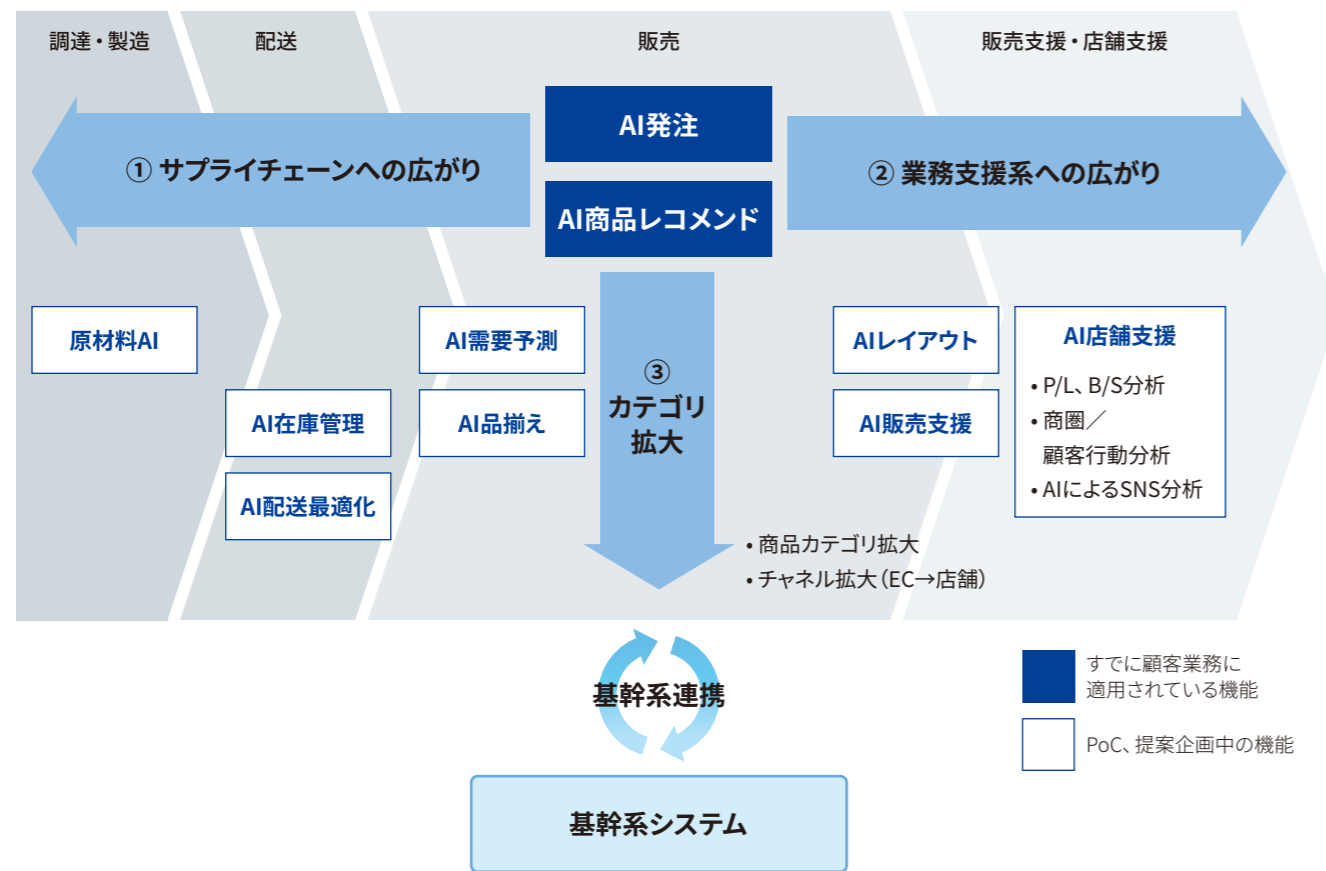 調達・製造
配送
販売
販売支援・店舗支援
AI発注
AI商品レコメンド
① サプライチェーンへの広がり
② 業務支援系への広がり
原材料AI
AI在庫管理
AI配送最適化
AI需要予測
AI品揃え
③
カテゴリ
拡大
• 商品カテゴリ拡大
• チャネル拡大（EC→店舗）
AIレイアウト
AI販売支援
AI店舗支援
• P/L、B/S分析
• 商圏／
顧客行動分析
• AIによるSNS分析
基幹系連携
基幹系システム
すでに顧客業務に
適用されている機能
PoC、提案企画中の機能